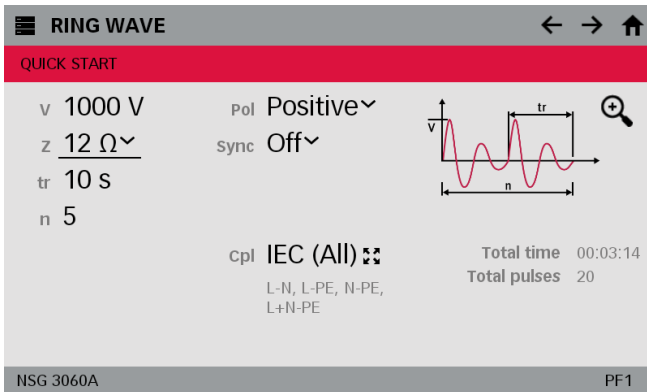 RING WAVE
QUICK START
V 1000 V
Z 12 Ω
tr 10 s
n 5
Pol Positive
Sync Off
Cpl IEC (All)
L-N, L-PE, N-PE,
L+N-PE
V
tr
n
Total time 00:03:14
Total pulses 20
NSG 3060A
PF1